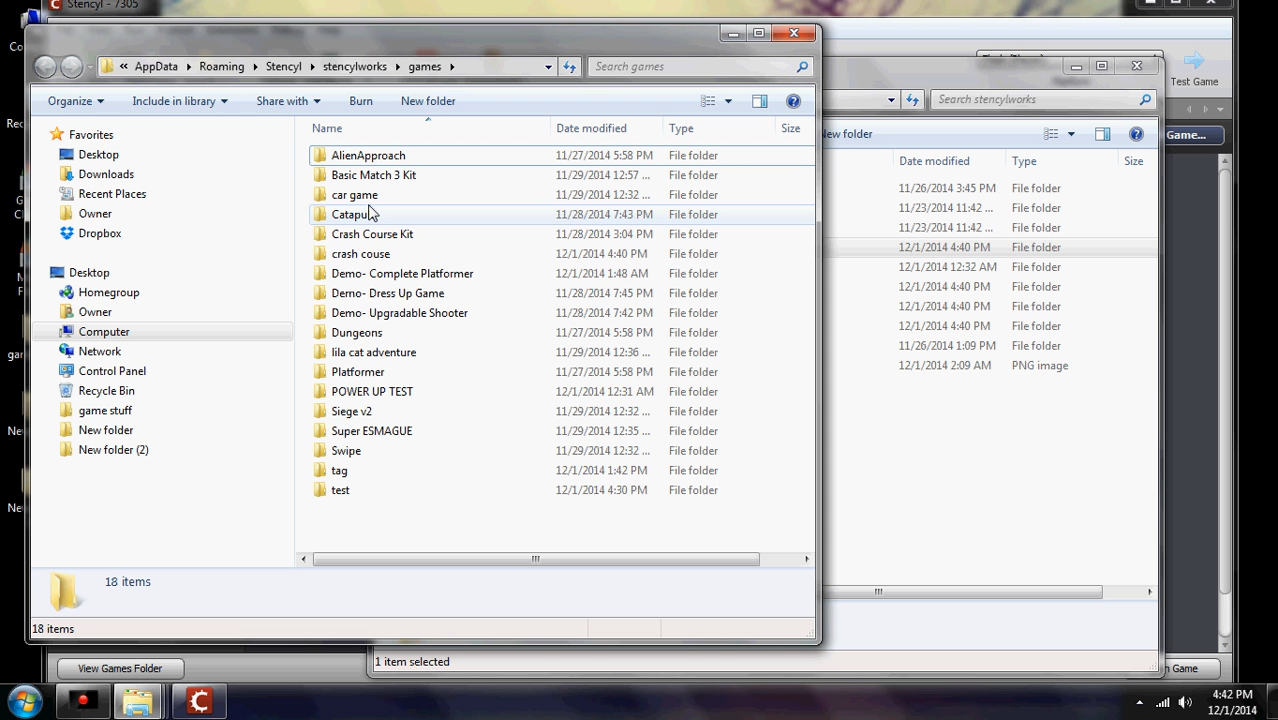 Stencyl - 7305
« AppData Roaming Stencyl stencylworks games
Search games
Search stencylworks
Test Game
Organize Include in library Share with Burn New folder
New folder
Game...
Name Date modified Type Size
Date modified Type Size
Favorites
Desktop
Downloads
Recent Places
Owner
Dropbox
Desktop
Homegroup
Owner
Computer
Network
Control Panel
Recycle Bin
game stuff
New folder
New folder (2)
AlienApproach 11/27/2014 5:58 PM File folder
Basic Match 3 Kit 11/29/2014 12:57 ... File folder
car game 11/29/2014 12:32 ... File folder
11/28/2014 7:43 PM File folder
Crash Course Kit 11/28/2014 3:04 PM File folder
crash couse 12/1/2014 4:40 PM File folder
Demo- Complete Platformer 12/1/2014 1:48 AM File folder
Demo- Dress Up Game 11/28/2014 7:45 PM File folder
Demo- Upgradable Shooter 11/28/2014 7:42 PM File folder
Dungeons 11/27/2014 5:58 PM File folder
lila cat adventure 11/29/2014 12:36 ... File folder
Platformer 11/27/2014 5:58 PM File folder
POWER UP TEST 12/1/2014 12:31 AM File folder
Siege v2 11/29/2014 12:32 ... File folder
Super ESMAGUE 11/29/2014 12:35 ... File folder
Swipe 11/29/2014 12:32 ... File folder
tag 12/1/2014 1:42 PM File folder
test 12/1/2014 4:30 PM File folder
11/26/2014 3:45 PM File folder
11/23/2014 11:42 ... File folder
11/23/2014 11:42 ... File folder
12/1/2014 4:40 PM File folder
12/1/2014 12:32 AM File folder
12/1/2014 4:40 PM File folder
12/1/2014 4:40 PM File folder
12/1/2014 4:40 PM File folder
11/26/2014 1:09 PM File folder
12/1/2014 2:09 AM PNG image
18 items
18 items
1 item selected
View Games Folder
Game
4:42 PM
12/1/2014